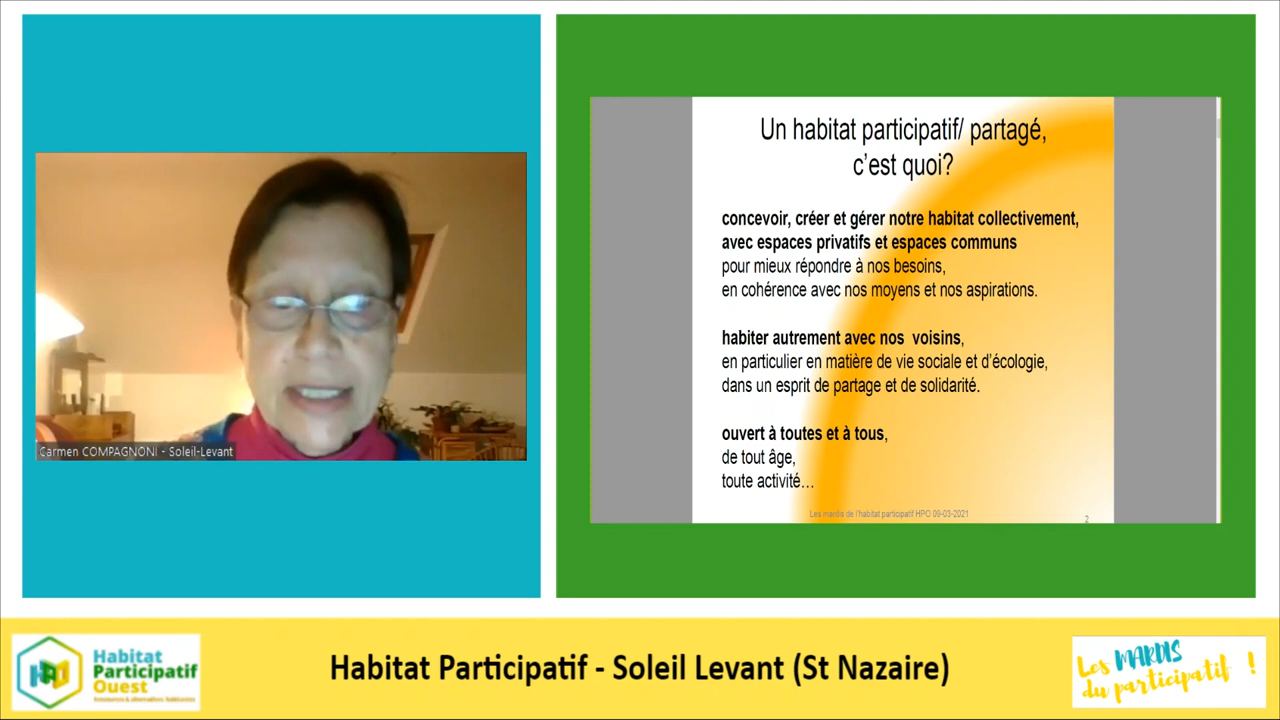 Un habitat participatif/ partagé,
c’est quoi?
concevoir, créer et gérer notre habitat collectivement,
avec espaces privatifs et espaces communs
pour mieux répondre à nos besoins,
en cohérence avec nos moyens et nos aspirations.
habiter autrement avec nos voisins,
en particulier en matière de vie sociale et d’écologie,
dans un esprit de partage et de solidarité.
ouvert à toutes et à tous,
de tout âge,
toute activité…
Les mardis de l'habitat participatif HPO 09-03-2021
2
Carmen COMPAGNONI - Soleil-Levant
Habitat
Participatif
Ouest
Habitat Participatif - Soleil Levant (St Nazaire)
Les MARDIS
du participatif !